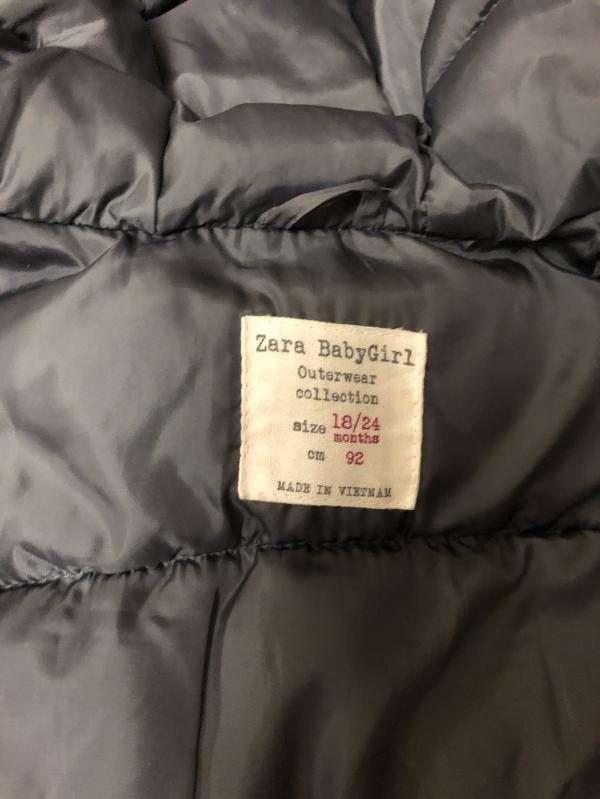 Zara BabyGirl
Outerwear
collection
size 18/24
months
cm 92
MADE IN VIETNAM